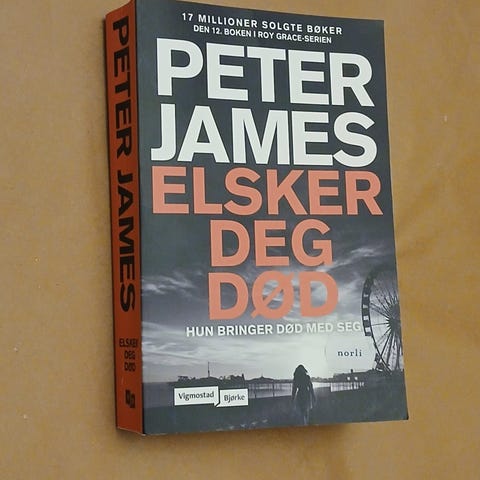 17 MILLIONER SOLGTE BØKER
DEN 12. BOKEN I ROY GRACE-SERIEN
PETER
JAMES
ELSKER
DEG
DØD
HUN BRINGER DØD MED SEG
norli
Vigmostad
Bjørke
PETER JAMES
ELSKER
DEG
DØD